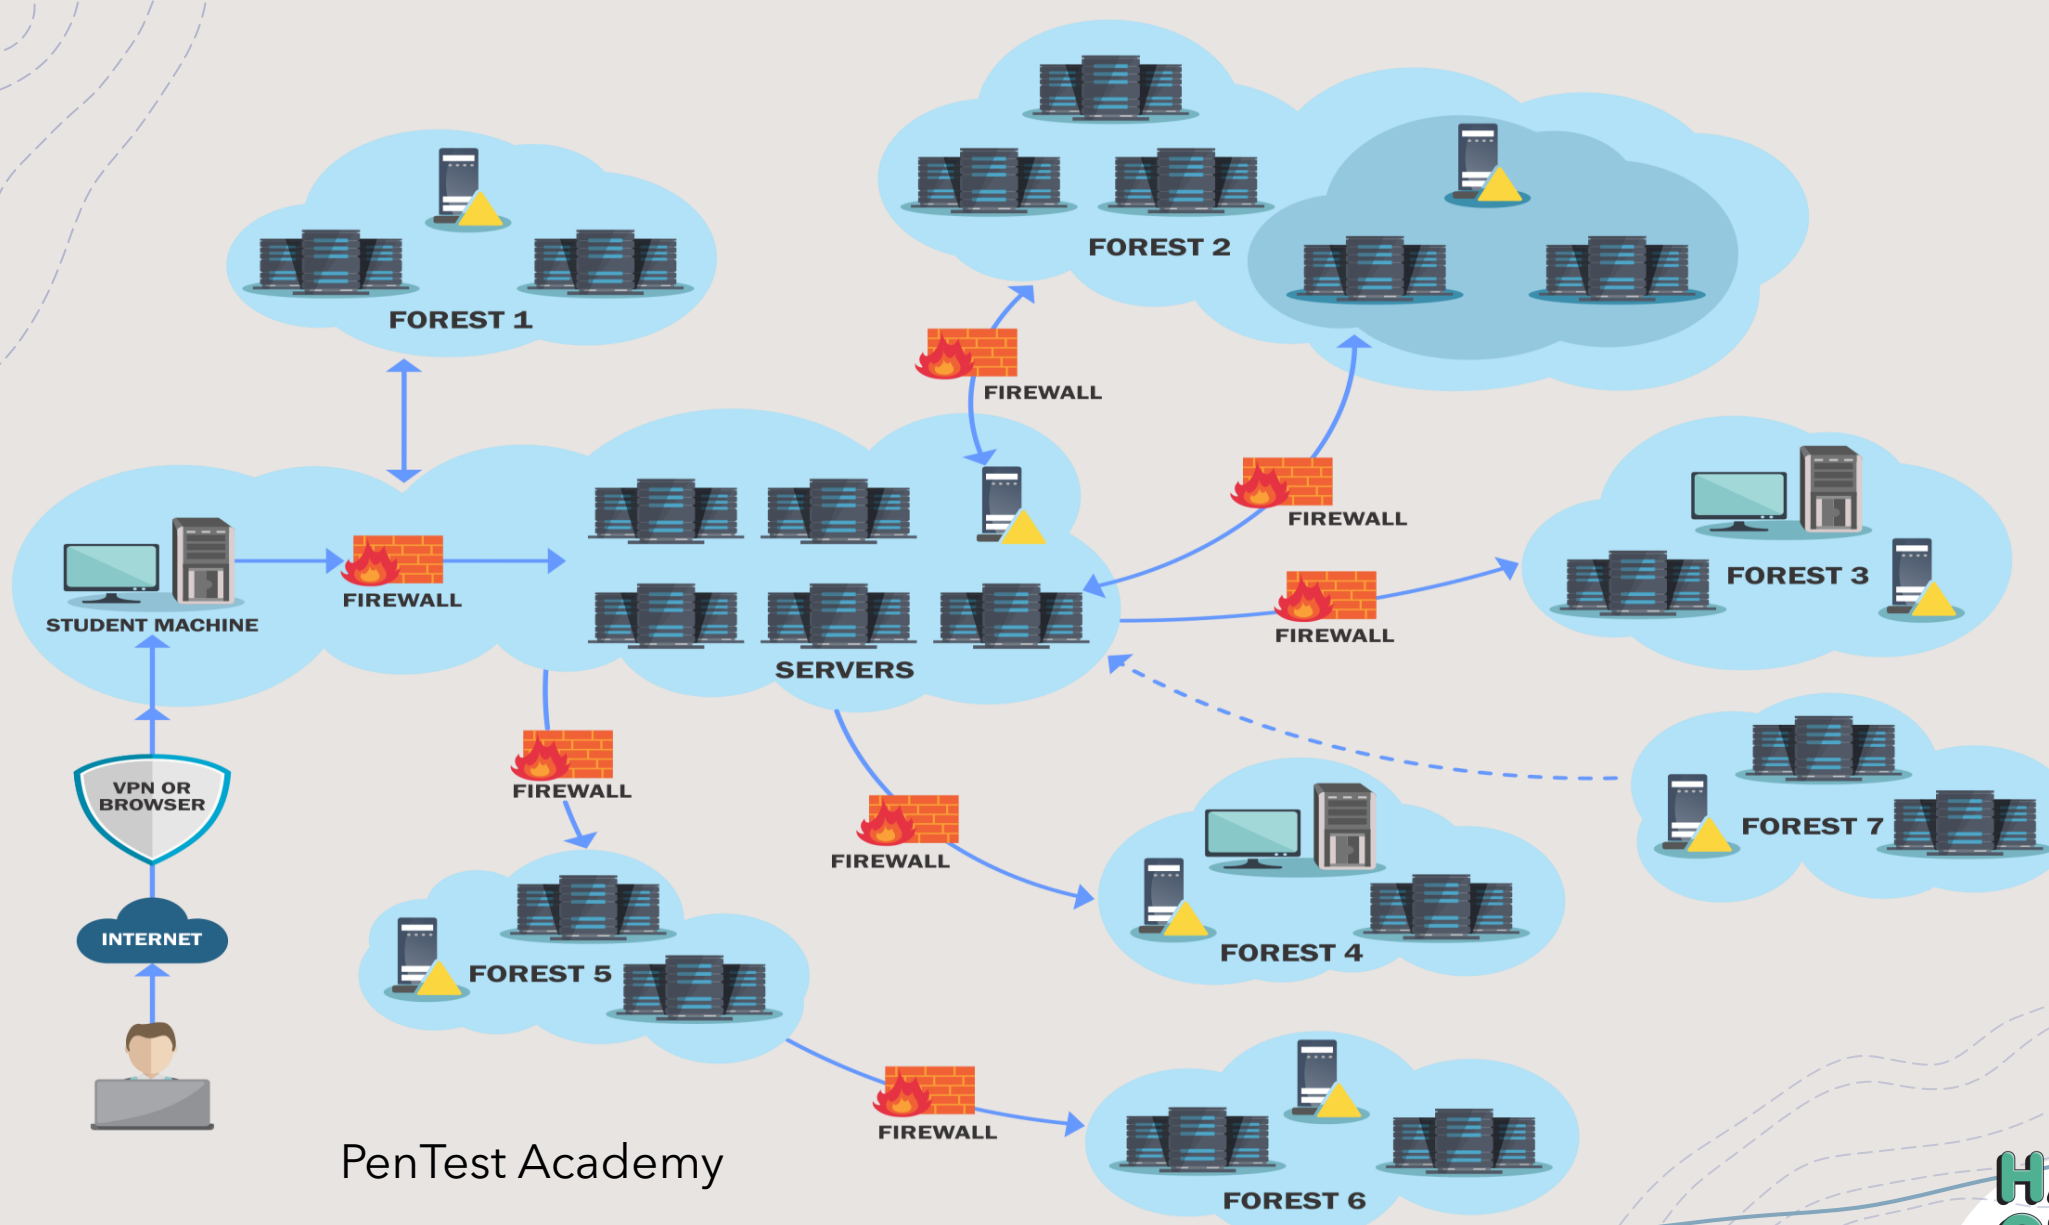 FOREST 2
FOREST 1
FIREWALL
FIREWALL
FOREST 3
FIREWALL
STUDENT MACHINE
FIREWALL
SERVERS
VPN OR
BROWSER
FIREWALL
FIREWALL
FOREST 7
INTERNET
FOREST 5
FOREST 4
FIREWALL
FIREWALL
PenTest Academy
FOREST 6